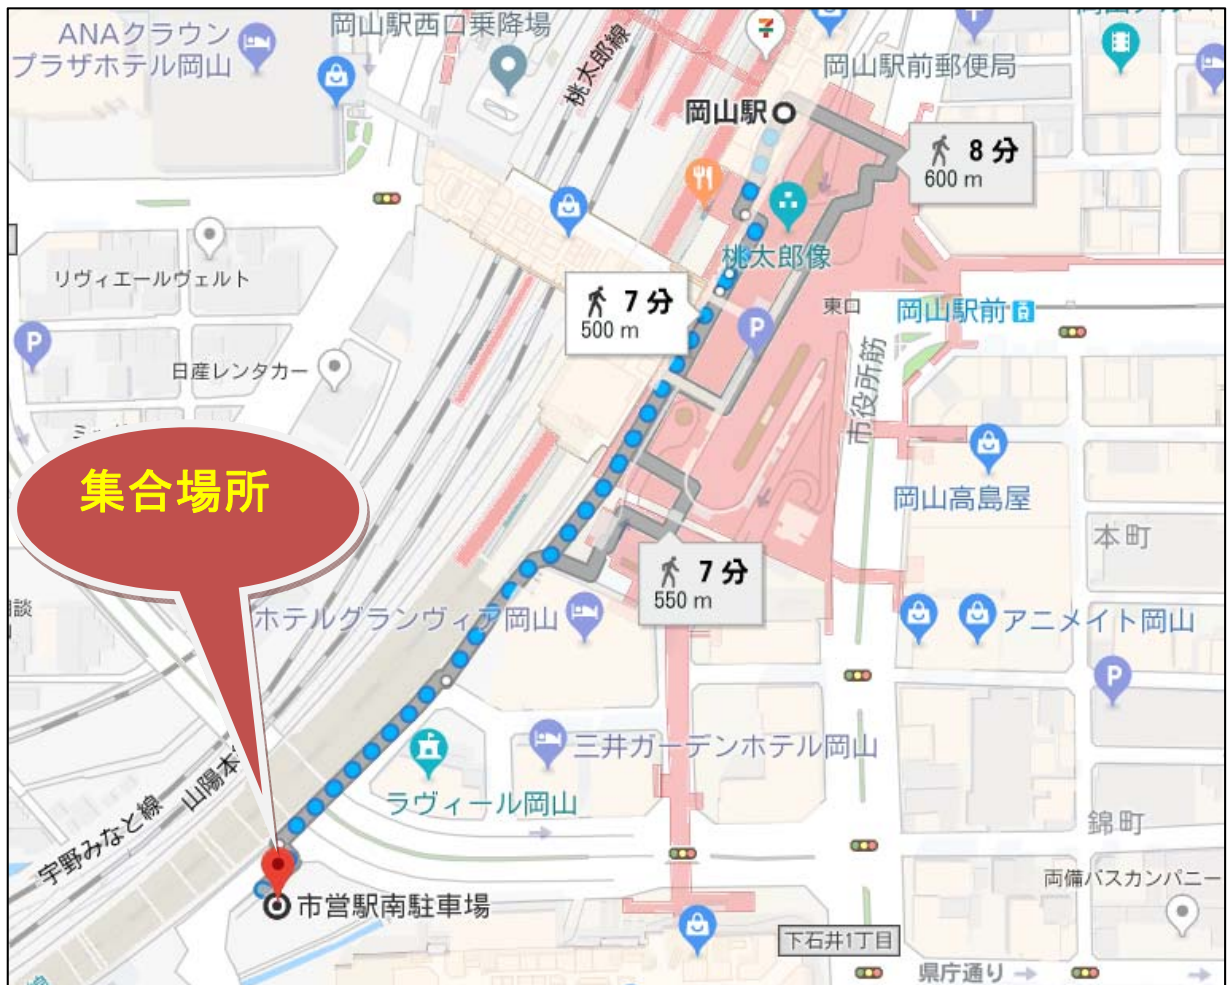 岡山駅西口乗降場
ANAクラウン
プラザホテル岡山
桃太郎線
岡山駅前郵便局
岡山駅
8 分
600 m
リヴィエールヴェルト
桃太郎像
7 分
500 m
東口
岡山駅前
日産レンタカー
市役所筋
集合場所
岡山高島屋
本町
7 分
550 m
ホテルグランヴィア岡山
アニメイト岡山
三井ガーデンホテル岡山
山陽本
ラヴィール岡山
宇野みなと線
錦町
両備バスカンパニー
市営駅南駐車場
下石井1丁目
県庁通り
P
P
P